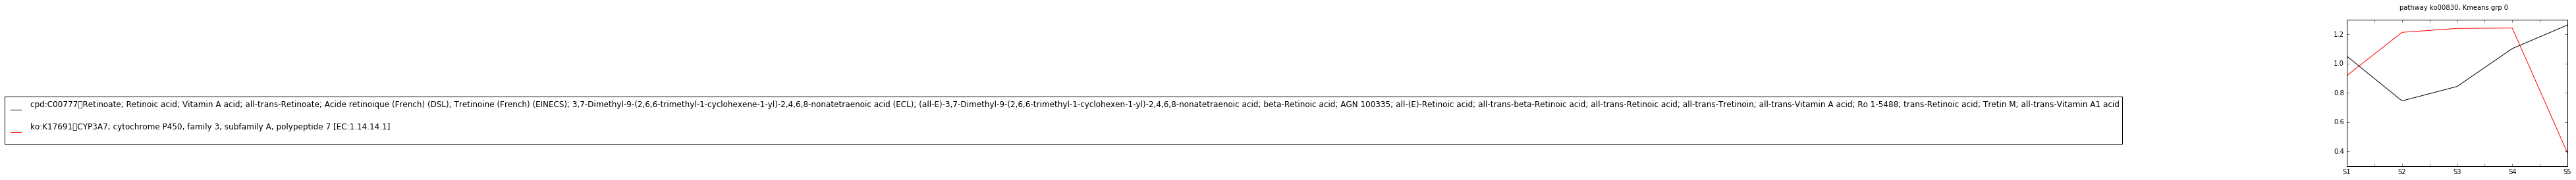 pathway ko00830, Kmeans grp 0
cpd:C00777▯Retinoate; Retinoic acid; Vitamin A acid; all-trans-Retinoate; Acide retinoique (French) (DSL); Tretinoine (French) (EINECS); 3,7-Dimethyl-9-(2,6,6-trimethyl-1-cyclohexene-1-yl)-2,4,6,8-nonatetraenoic acid (ECL); (all-E)-3,7-Dimethyl-9-(2,6,6-trimethyl-1-cyclohexen-1-yl)-2,4,6,8-nonatetraenoic acid; beta-Retinoic acid; AGN 100335; all-(E)-Retinoic acid; all-trans-beta-Retinoic acid; all-trans-Retinoic acid; all-trans-Tretinoin; all-trans-Vitamin A acid; Ro 1-5488; trans-Retinoic acid; Tretin M; all-trans-Vitamin A1 acid
ko:K17691▯CYP3A7; cytochrome P450, family 3, subfamily A, polypeptide 7 [EC:1.14.14.1]
1.2
1.0
0.8
0.6
0.4
S1 S2 S3 S4 S5